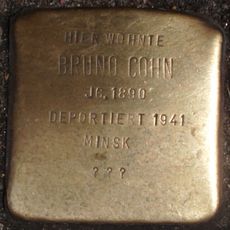 HIER WOHNTE
BRUNO COHN
JG. 1890
DEPORTIERT 1941
MINSK
???